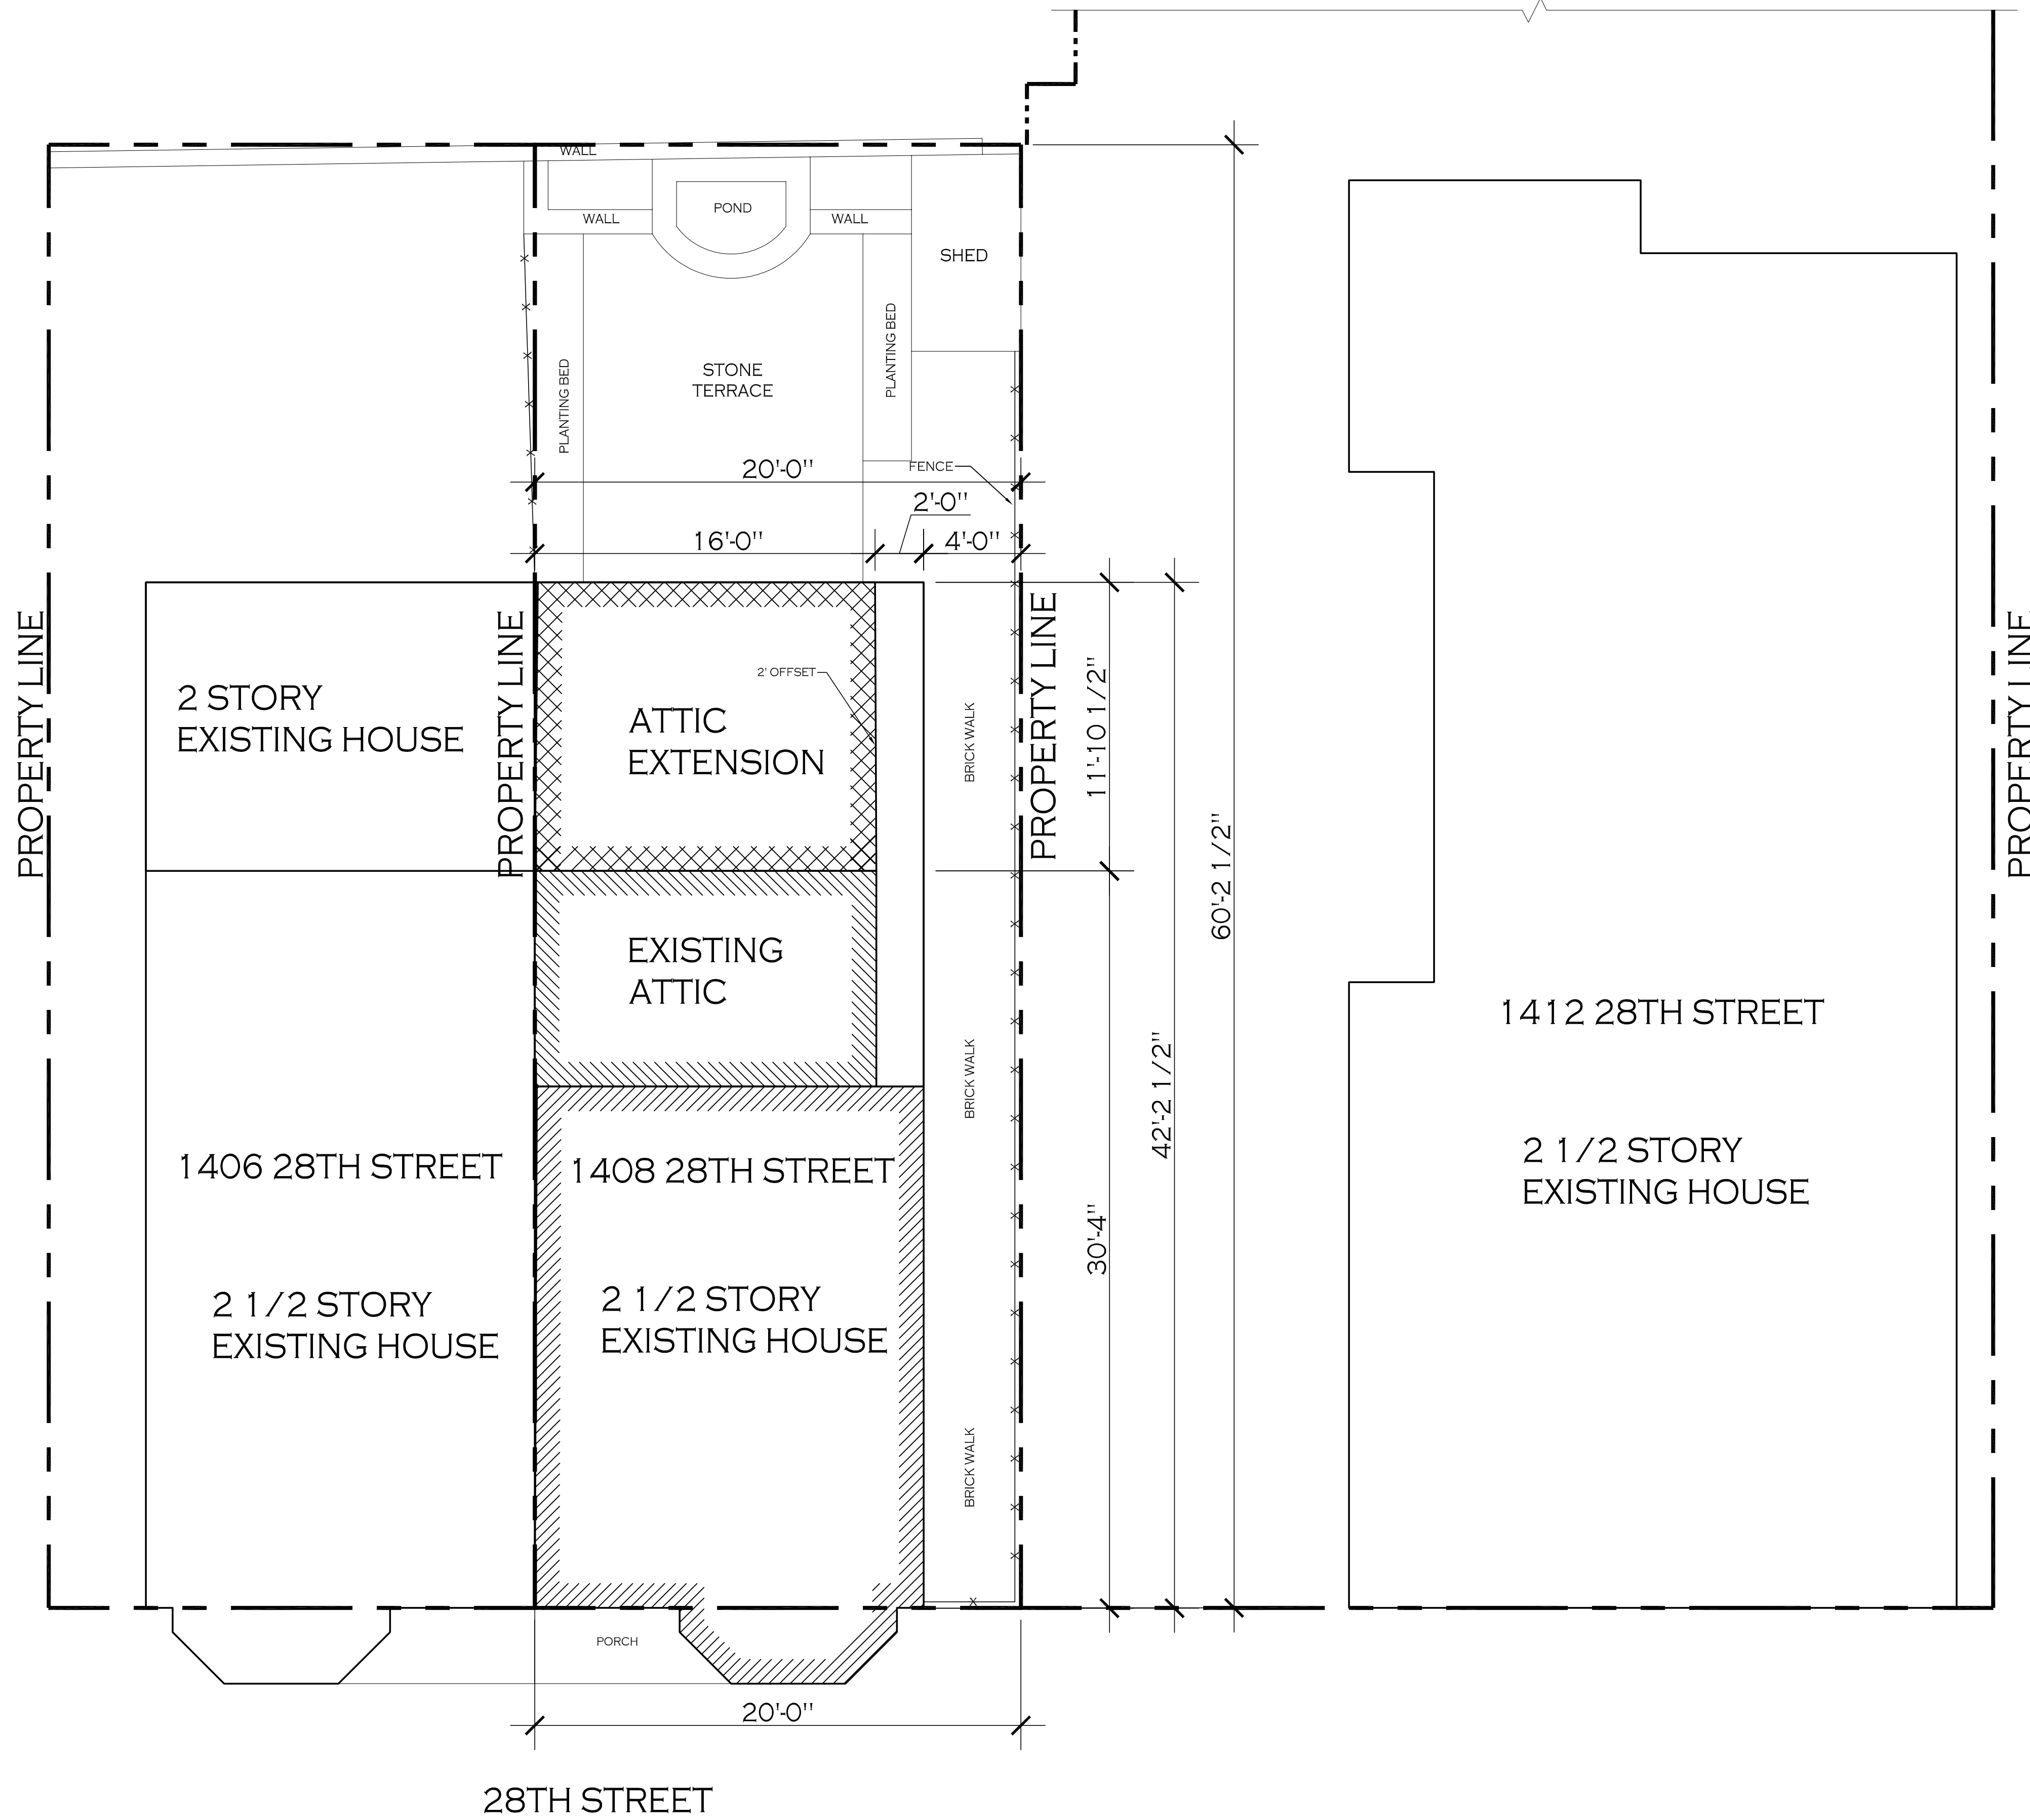 WALL
WALL
POND
WALL
SHED
PLANTING BED
STONE
TERRACE
PLANTING BED
20'-0"
FENCE
2'-0"
16'-0"
4'-0"
PROPERTY LINE
2 STORY
EXISTING HOUSE
PROPERTY LINE
2' OFFSET
ATTIC
EXTENSION
BRICK WALK
PROPERTY LINE
11'-10 1/2"
60'-2 1/2"
PROPERTY LINE
EXISTING
ATTIC
BRICK WALK
42'-2 1/2"
1412 28TH STREET
2 1/2 STORY
EXISTING HOUSE
1406 28TH STREET
1408 28TH STREET
30'-4"
2 1/2 STORY
EXISTING HOUSE
2 1/2 STORY
EXISTING HOUSE
BRICK WALK
PORCH
20'-0"
28TH STREET